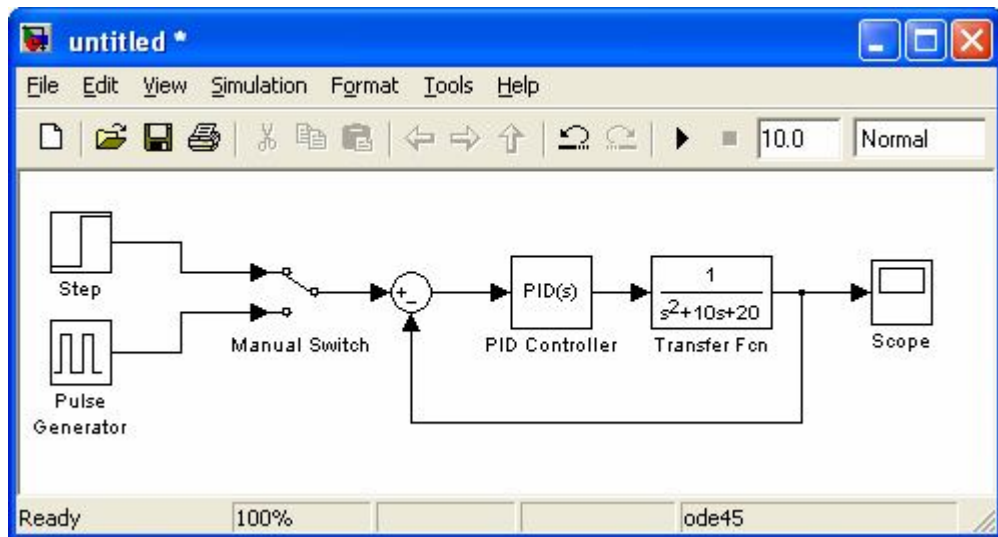 untitled *
File Edit View Simulation Format Tools Help
10.0 Normal
Step
Pulse
Generator
Manual Switch
+
−
PID(s)
PID Controller
1
s²+10s+20
Transfer Fcn
Scope
Ready 100% ode45